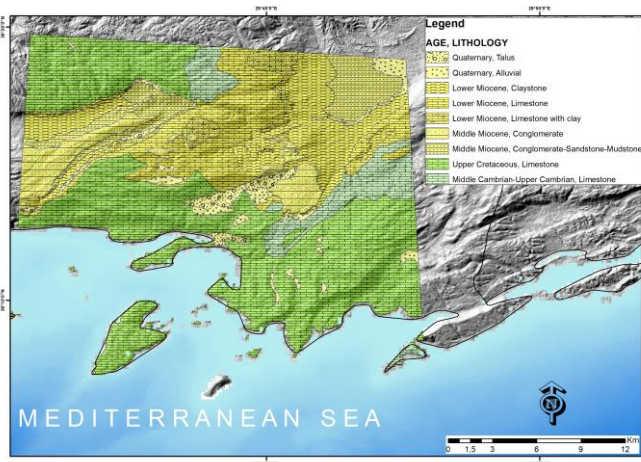 Legend
AGE, LITHOLOGY
Quaternary, Talus
Quaternary, Alluvial
Lower Miocene, Claystone
Lower Miocene, Limestone
Lower Miocene, Limestone with clay
Middle Miocene, Conglomerate
Middle Miocene, Conglomerate-Sandstone-Mudstone
Upper Cretaceous, Limestone
Middle Cambrian-Upper Cambrian, Limestone
MEDITERRANEAN SEA
N
Km
0 1,5 3 6 9 12